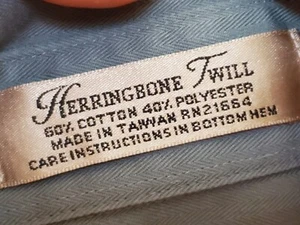 HERRINGBONE TWILL
60% COTTON 40% POLYESTER
MADE IN TAIWAN RN21664
CARE INSTRUCTIONS IN BOTTOM HEM